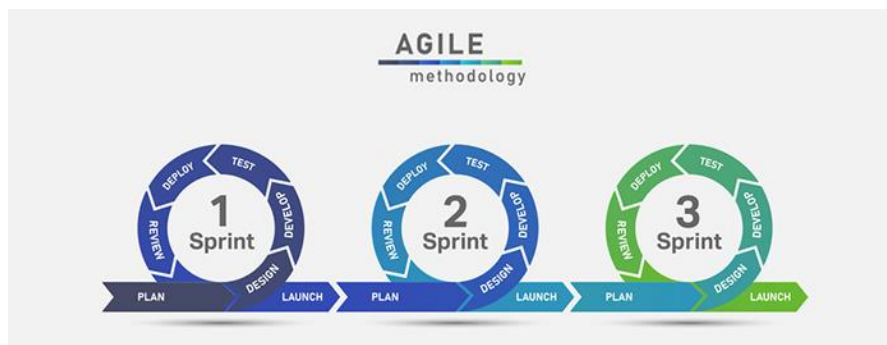 AGILE
methodology
1
Sprint
PLAN
DESIGN
DEVELOP
TEST
DEPLOY
REVIEW
LAUNCH
2
Sprint
PLAN
DESIGN
DEVELOP
TEST
DEPLOY
REVIEW
LAUNCH
3
Sprint
PLAN
DESIGN
DEVELOP
TEST
DEPLOY
REVIEW
LAUNCH